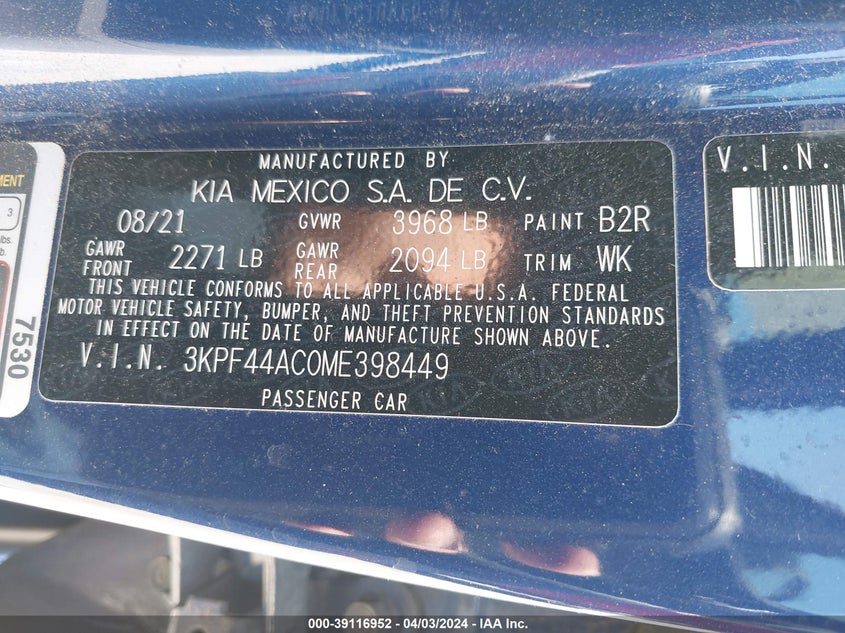 MANUFACTURED BY
KIA MEXICO S.A. DE C.V.
08/21 GVWR 3968 LB PAINT B2R
GAWR FRONT 2271 LB GAWR REAR 2094 LB TRIM WK
THIS VEHICLE CONFORMS TO ALL APPLICABLE U.S.A. FEDERAL
MOTOR VEHICLE SAFETY, BUMPER, AND THEFT PREVENTION STANDARDS
IN EFFECT ON THE DATE OF MANUFACTURE SHOWN ABOVE.
V.I.N. 3KPF44AC0ME398449
PASSENGER CAR
V.I.N.
MENT
3
lbs.
7530
000-39116952 - 04/03/2024 - IAA Inc.